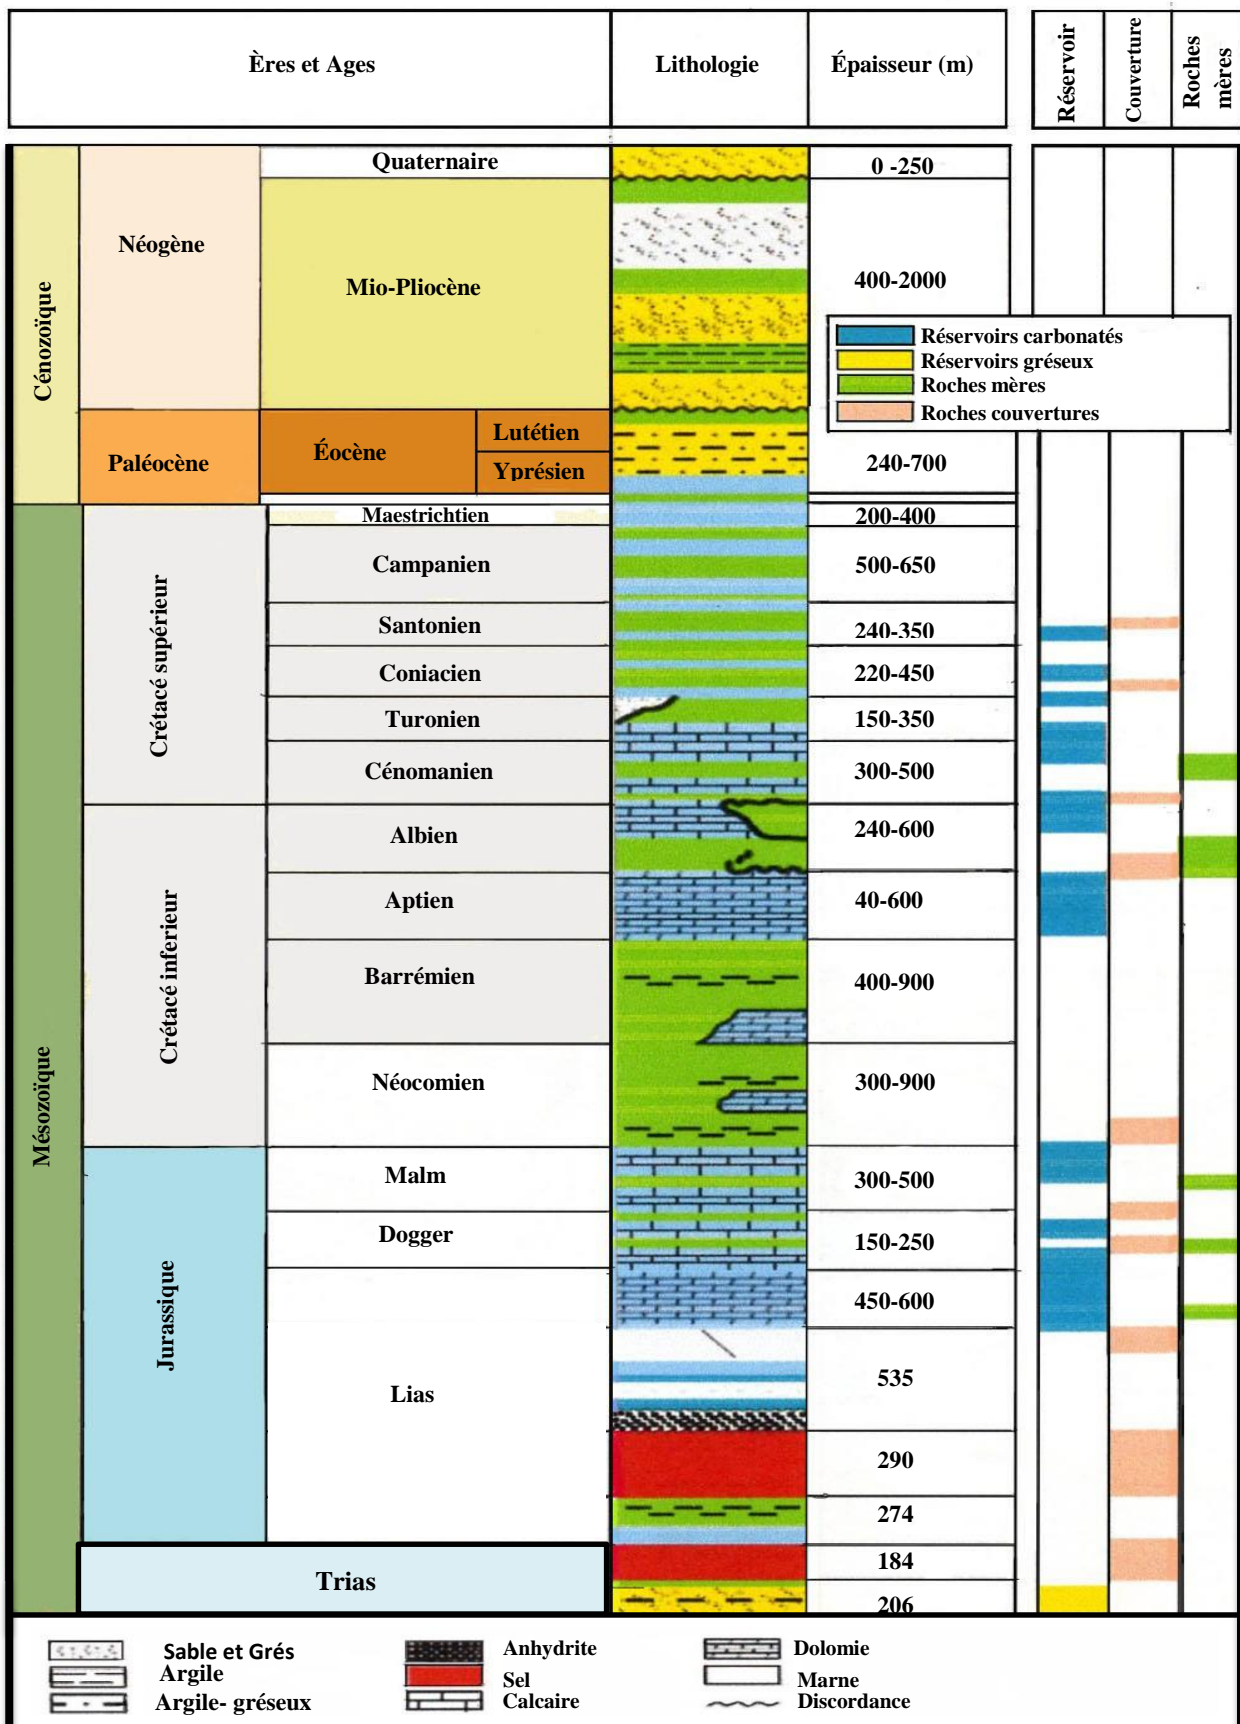 Ères et Ages
Lithologie
Épaisseur (m)
Réservoir
Couverture
Roches
mères
Cénozoïque
Néogène
Quaternaire
0 -250
Mio-Pliocène
400-2000
Réservoirs carbonatés
Réservoirs gréseux
Roches mères
Roches couvertures
Paléocène
Éocène
Lutétien
Yprésien
240-700
Mésozoïque
Crétacé supérieur
Maestrichtien
200-400
Campanien
500-650
Santonien
240-350
Coniacien
220-450
Turonien
150-350
Cénomanien
300-500
Crétacé inferieur
Albien
240-600
Aptien
40-600
Barrémien
400-900
Néocomien
300-900
Jurassique
Malm
300-500
Dogger
150-250
450-600
Lias
535
290
274
Trias
184
206
Sable et Grés
Argile
Argile- gréseux
Anhydrite
Sel
Calcaire
Dolomie
Marne
Discordance